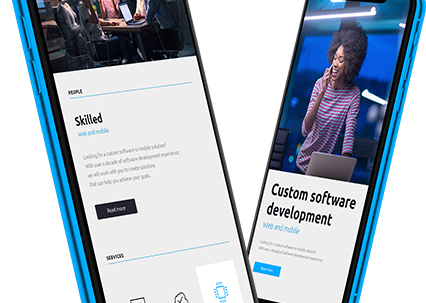 PEOPLE
Skilled
Web and mobile
Looking for a custom software or mobile solution?
With over a decade of software development experience,
we will work with you to create solutions
that can help you achieve your goals.
Read more
SERVICES
Custom software
development
Web and mobile
Looking for a custom software or mobile solution?
With over a decade of software development experience.
Read more